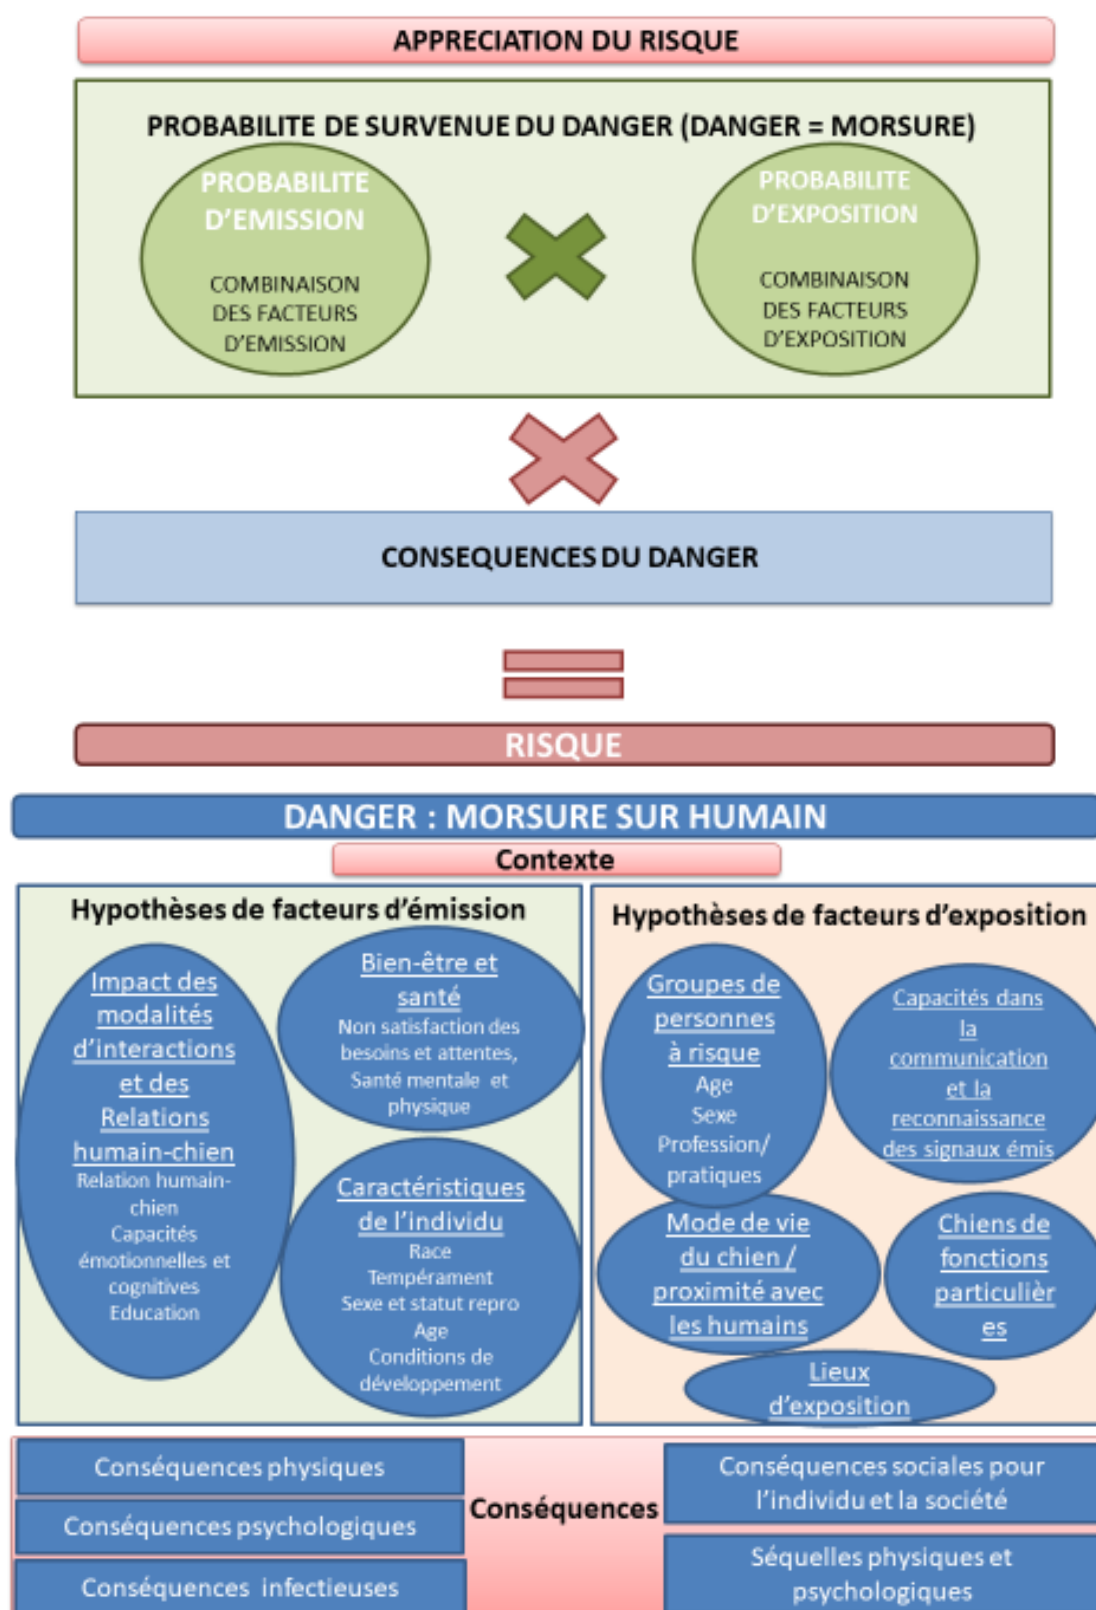 APPRECIATION DU RISQUE
PROBABILITE DE SURVENUE DU DANGER (DANGER = MORSURE)
PROBABILITE
D'EMISSION
COMBINAISON
DES FACTEURS
D'EMISSION
PROBABILITE
D'EXPOSITION
COMBINAISON
DES FACTEURS
D'EXPOSITION
CONSEQUENCES DU DANGER
RISQUE
DANGER : MORSURE SUR HUMAIN
Contexte
Hypothèses de facteurs d'émission
Impact des
modalités
d'interactions
et des
Relations
humain-chien
Relation humain-
chien
Capacités
émotionnelles et
cognitives
Education
Bien-être et
santé
Non satisfaction des
besoins et attentes,
Santé mentale et
physique
Caractéristiques
de l'individu
Race
Tempérament
Sexe et statut repro
Age
Conditions de
développement
Hypothèses de facteurs d'exposition
Groupes de
personnes
à risque
Age
Sexe
Profession/
pratiques
Capacités dans
la
communication
et la
reconnaissance
des signaux émis
Mode de vie
du chien /
proximité avec
les humains
Chiens de
fonctions
particulièr
es
Lieux
d'exposition
Conséquences physiques
Conséquences psychologiques
Conséquences infectieuses
Conséquences
Conséquences sociales pour
l'individu et la société
Séquelles physiques et
psychologiques